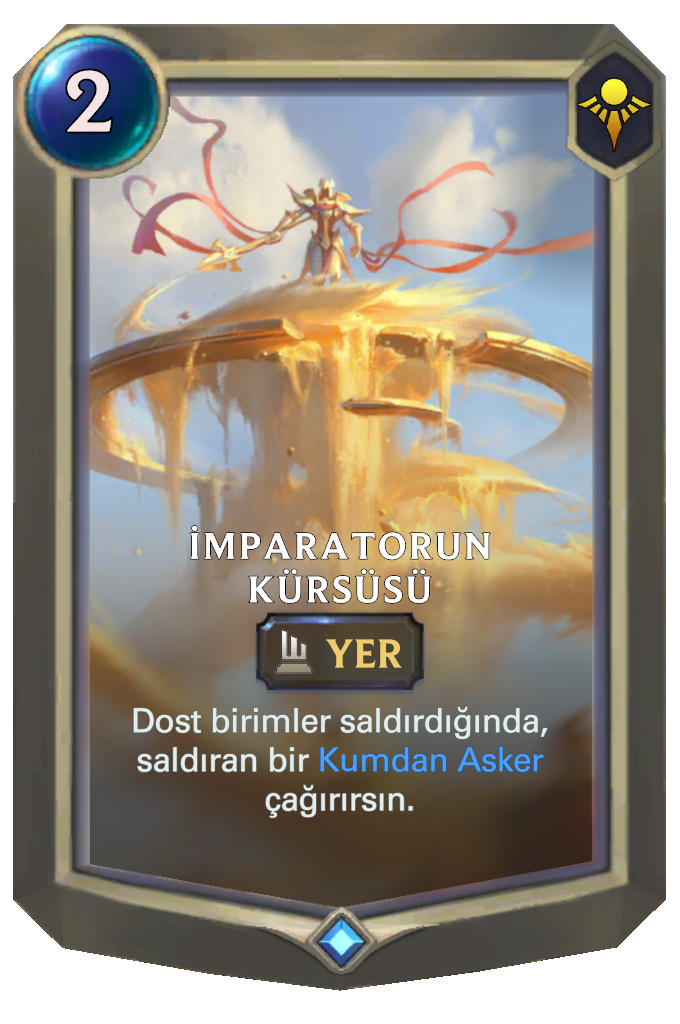 2
İMPARATORUN
KÜRSÜSÜ
YER
Dost birimler saldırdığında,
saldıran bir Kumdan Asker
çağırırsın.